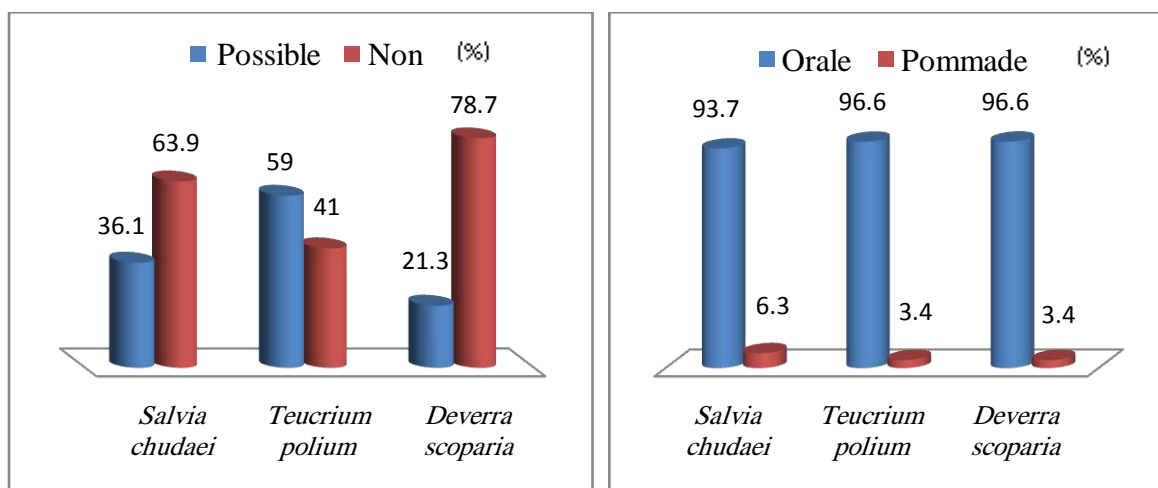 Possible Non (%)
78.7
63.9
59
36.1
41
21.3
Salvia Teucrium Deverra
chudaei polium scoparia
Orale Pommade (%)
93.7 96.6 96.6
6.3 3.4 3.4
Salvia Teucrium Deverra
chudaei polium scoparia